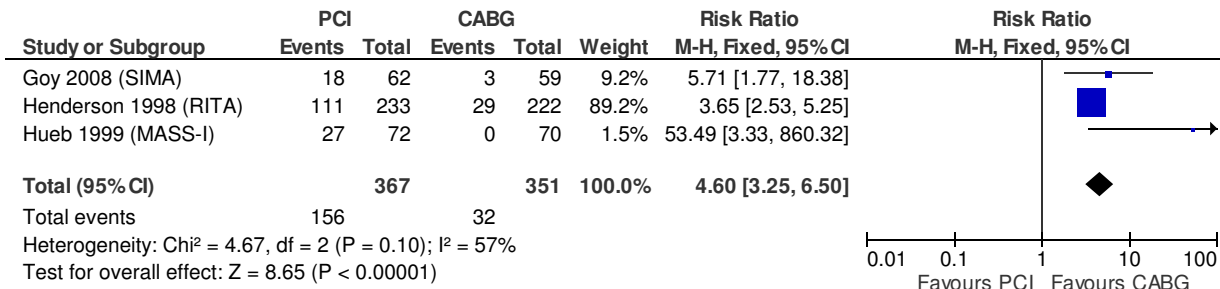 PCI CABG Risk Ratio Risk Ratio
Study or Subgroup Events Total Events Total Weight M-H, Fixed, 95% CI M-H, Fixed, 95% CI
Goy 2008 (SIMA) 18 62 3 59 9.2% 5.71 [1.77, 18.38]
Henderson 1998 (RITA) 111 233 29 222 89.2% 3.65 [2.53, 5.25]
Hueb 1999 (MASS-I) 27 72 0 70 1.5% 53.49 [3.33, 860.32]
Total (95% CI) 367 351 100.0% 4.60 [3.25, 6.50]
Total events 156 32
Heterogeneity: Chi² = 4.67, df = 2 (P = 0.10); I² = 57%
Test for overall effect: Z = 8.65 (P < 0.00001)
0.01 0.1 1 10 100
Favours PCI Favours CABG